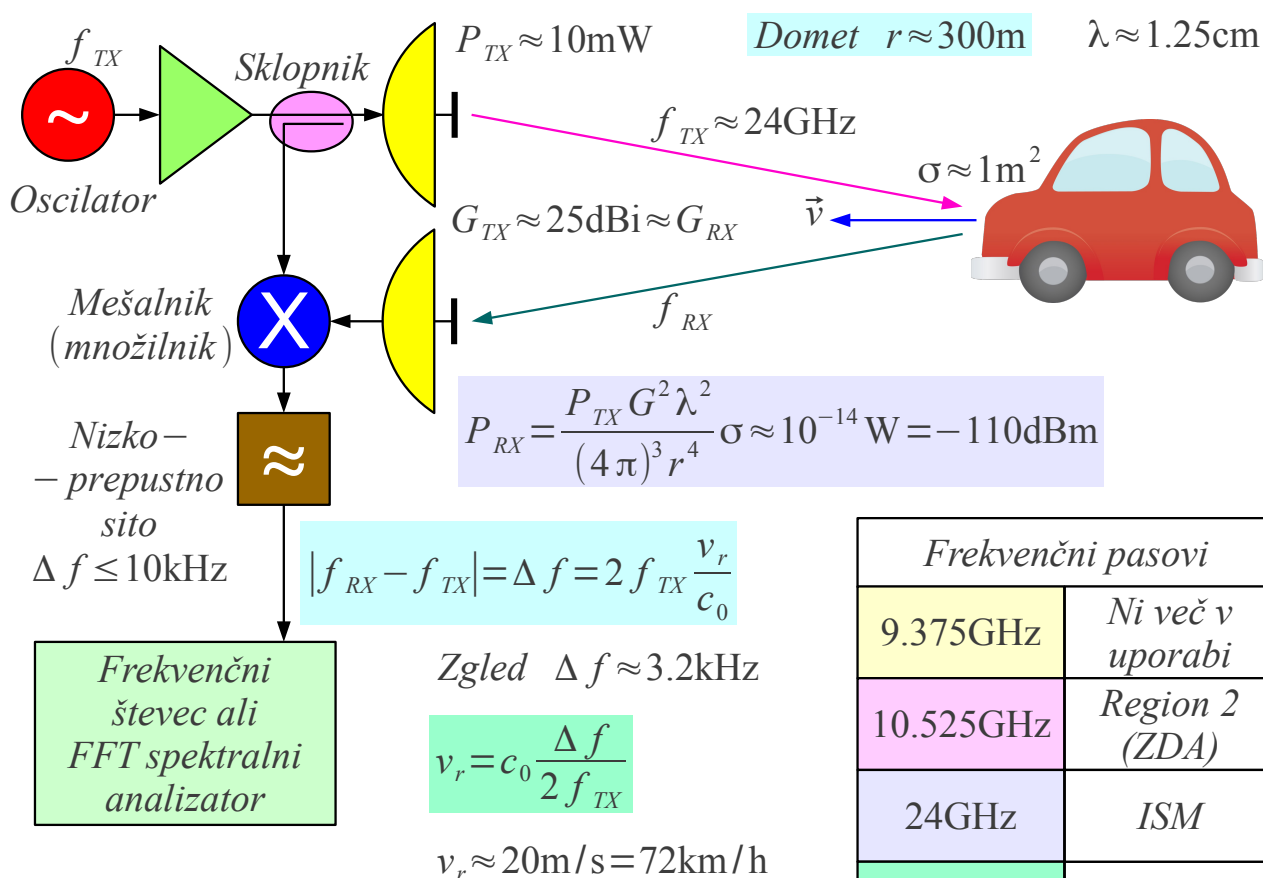 f_TX
~
Oscilator
Sklopnik
P_TX ≈ 10mW
Domet r ≈ 300m
λ ≈ 1.25cm
f_TX ≈ 24GHz
σ ≈ 1m²
v⃗
G_TX ≈ 25dBi ≈ G_RX
f_RX
Mešalnik
(množilnik)
X
P_RX = (P_TX G² λ²)/((4π)³ r⁴) σ ≈ 10⁻¹⁴ W = −110dBm
Nizko−
−prepustno
sito
Δf ≤ 10kHz
≈
|f_RX − f_TX| = Δf = 2 f_TX v_r/c_0
Frekvenčni
števec ali
FFT spektralni
analizator
Zgled Δf ≈ 3.2kHz
v_r = c_0 Δf/(2 f_TX)
v_r ≈ 20m/s = 72km/h
Frekvenčni pasovi
9.375GHz
Ni več v
uporabi
10.525GHz
Region 2
(ZDA)
24GHz
ISM